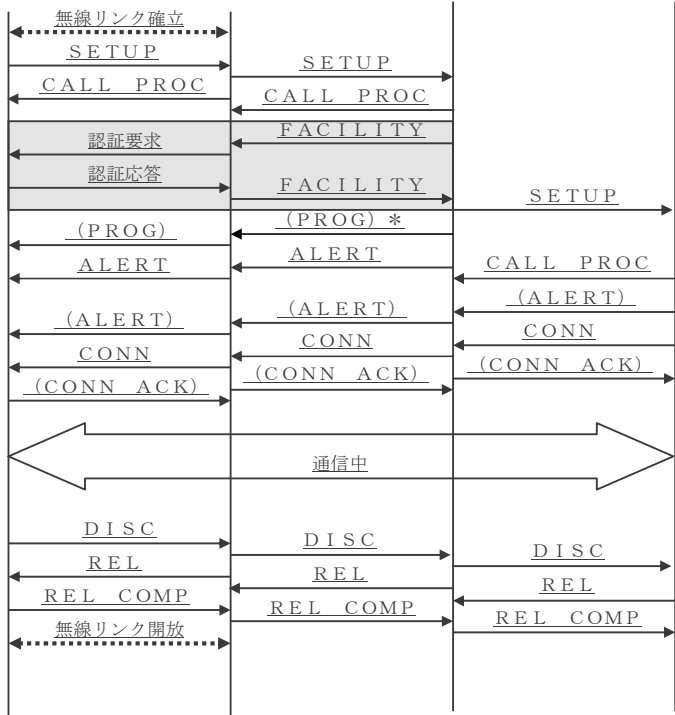 無線リンク確立
ＳＥＴＵＰ
ＳＥＴＵＰ
ＣＡＬＬ　ＰＲＯＣ
ＣＡＬＬ　ＰＲＯＣ
ＦＡＣＩＬＩＴＹ
認証要求
認証応答
ＦＡＣＩＬＩＴＹ
ＳＥＴＵＰ
（ＰＲＯＧ）＊
（ＰＲＯＧ）
ＡＬＥＲＴ
ＡＬＥＲＴ
ＣＡＬＬ　ＰＲＯＣ
（ＡＬＥＲＴ）
（ＡＬＥＲＴ）
（ＡＬＥＲＴ）
ＣＯＮＮ
ＣＯＮＮ
ＣＯＮＮ
（ＣＯＮＮ　ＡＣＫ）
（ＣＯＮＮ　ＡＣＫ）
（ＣＯＮＮ　ＡＣＫ）
通信中
ＤＩＳＣ
ＤＩＳＣ
ＤＩＳＣ
ＲＥＬ
ＲＥＬ
ＲＥＬ
ＲＥＬ　ＣＯＭＰ
ＲＥＬ　ＣＯＭＰ
ＲＥＬ　ＣＯＭＰ
無線リンク開放